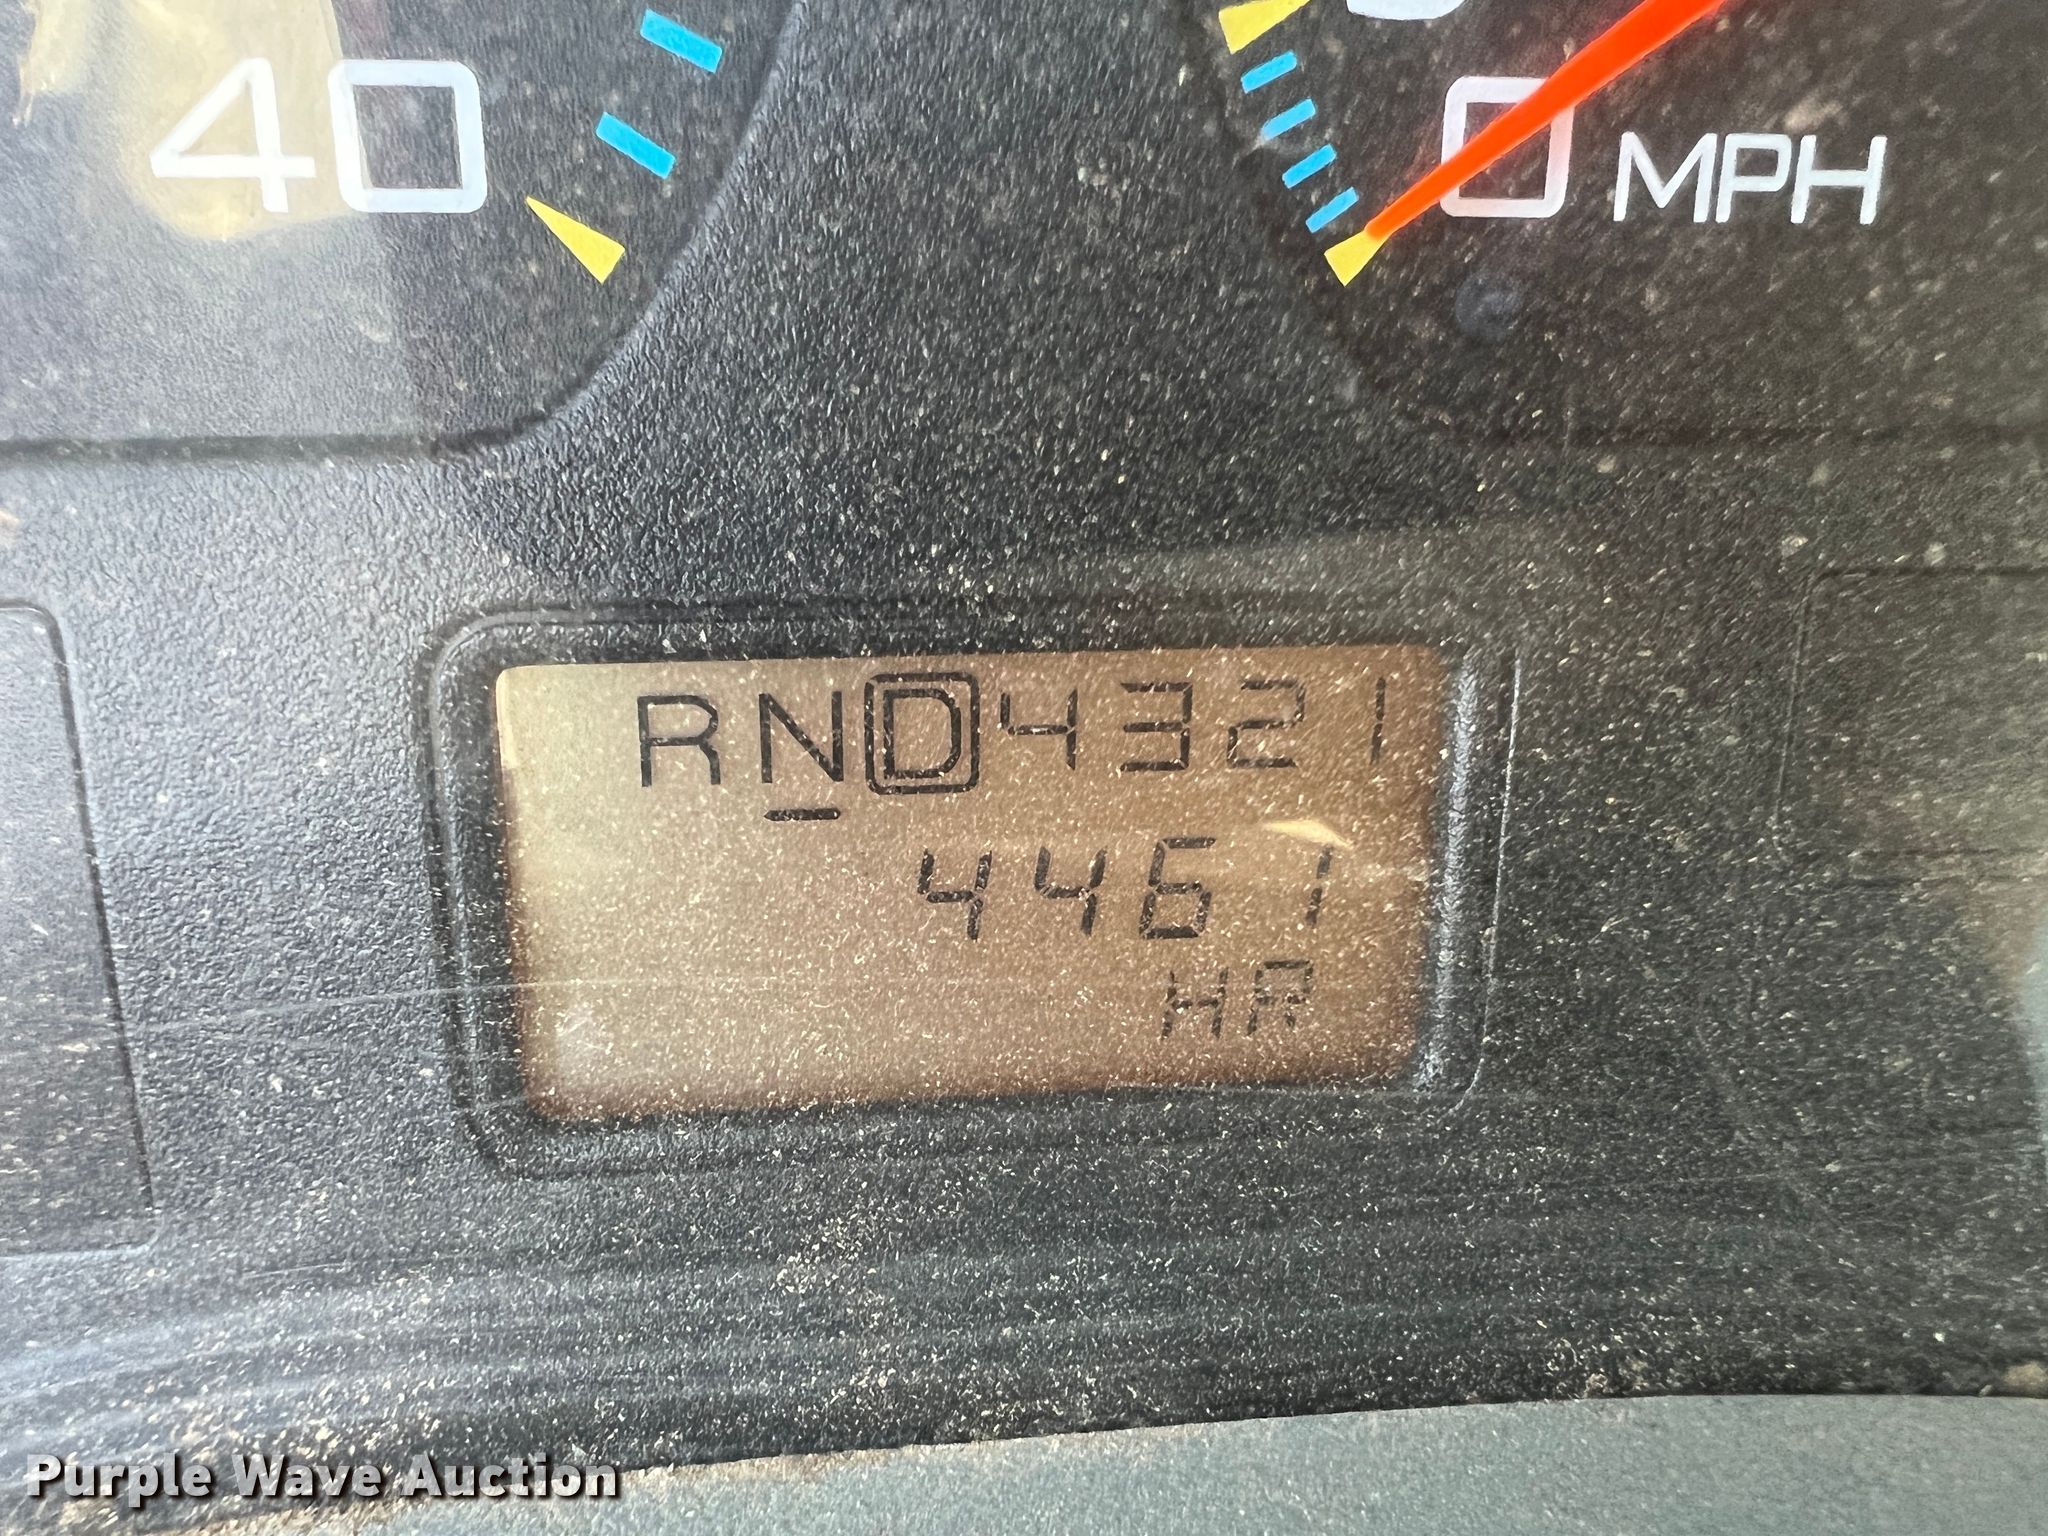 40
0 MPH
RND4321
4461
HR
Purple Wave Auction